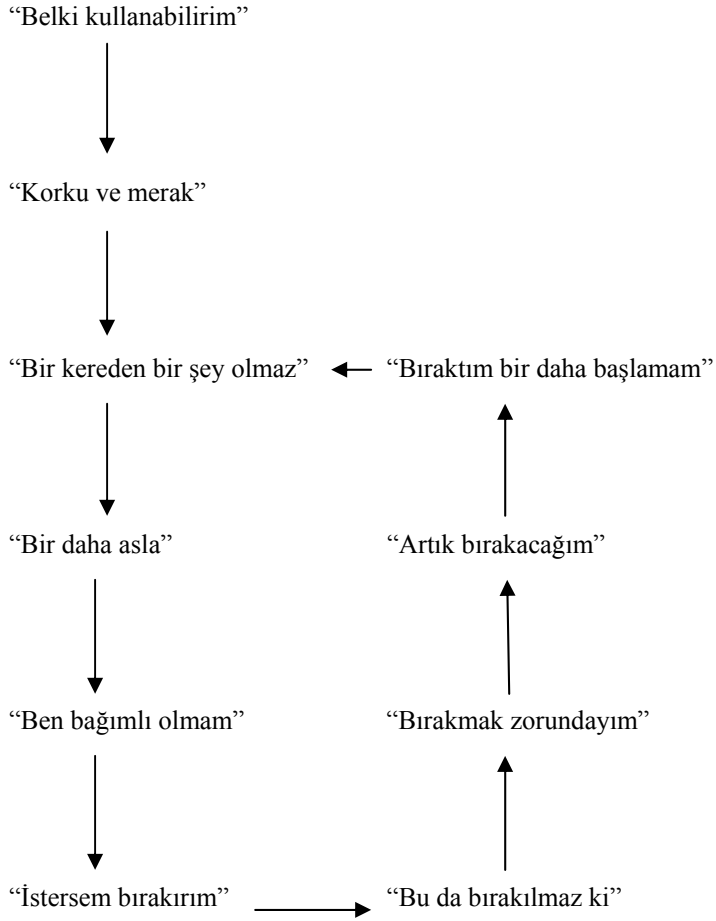 “Belki kullanabilirim”
“Korku ve merak”
“Bir kereden bir şey olmaz”
“Bıraktım bir daha başlamam”
“Bir daha asla”
“Artık bırakacağım”
“Ben bağımlı olmam”
“Bırakmak zorundayım”
“İstersem bırakırım”
“Bu da bırakılmaz ki”